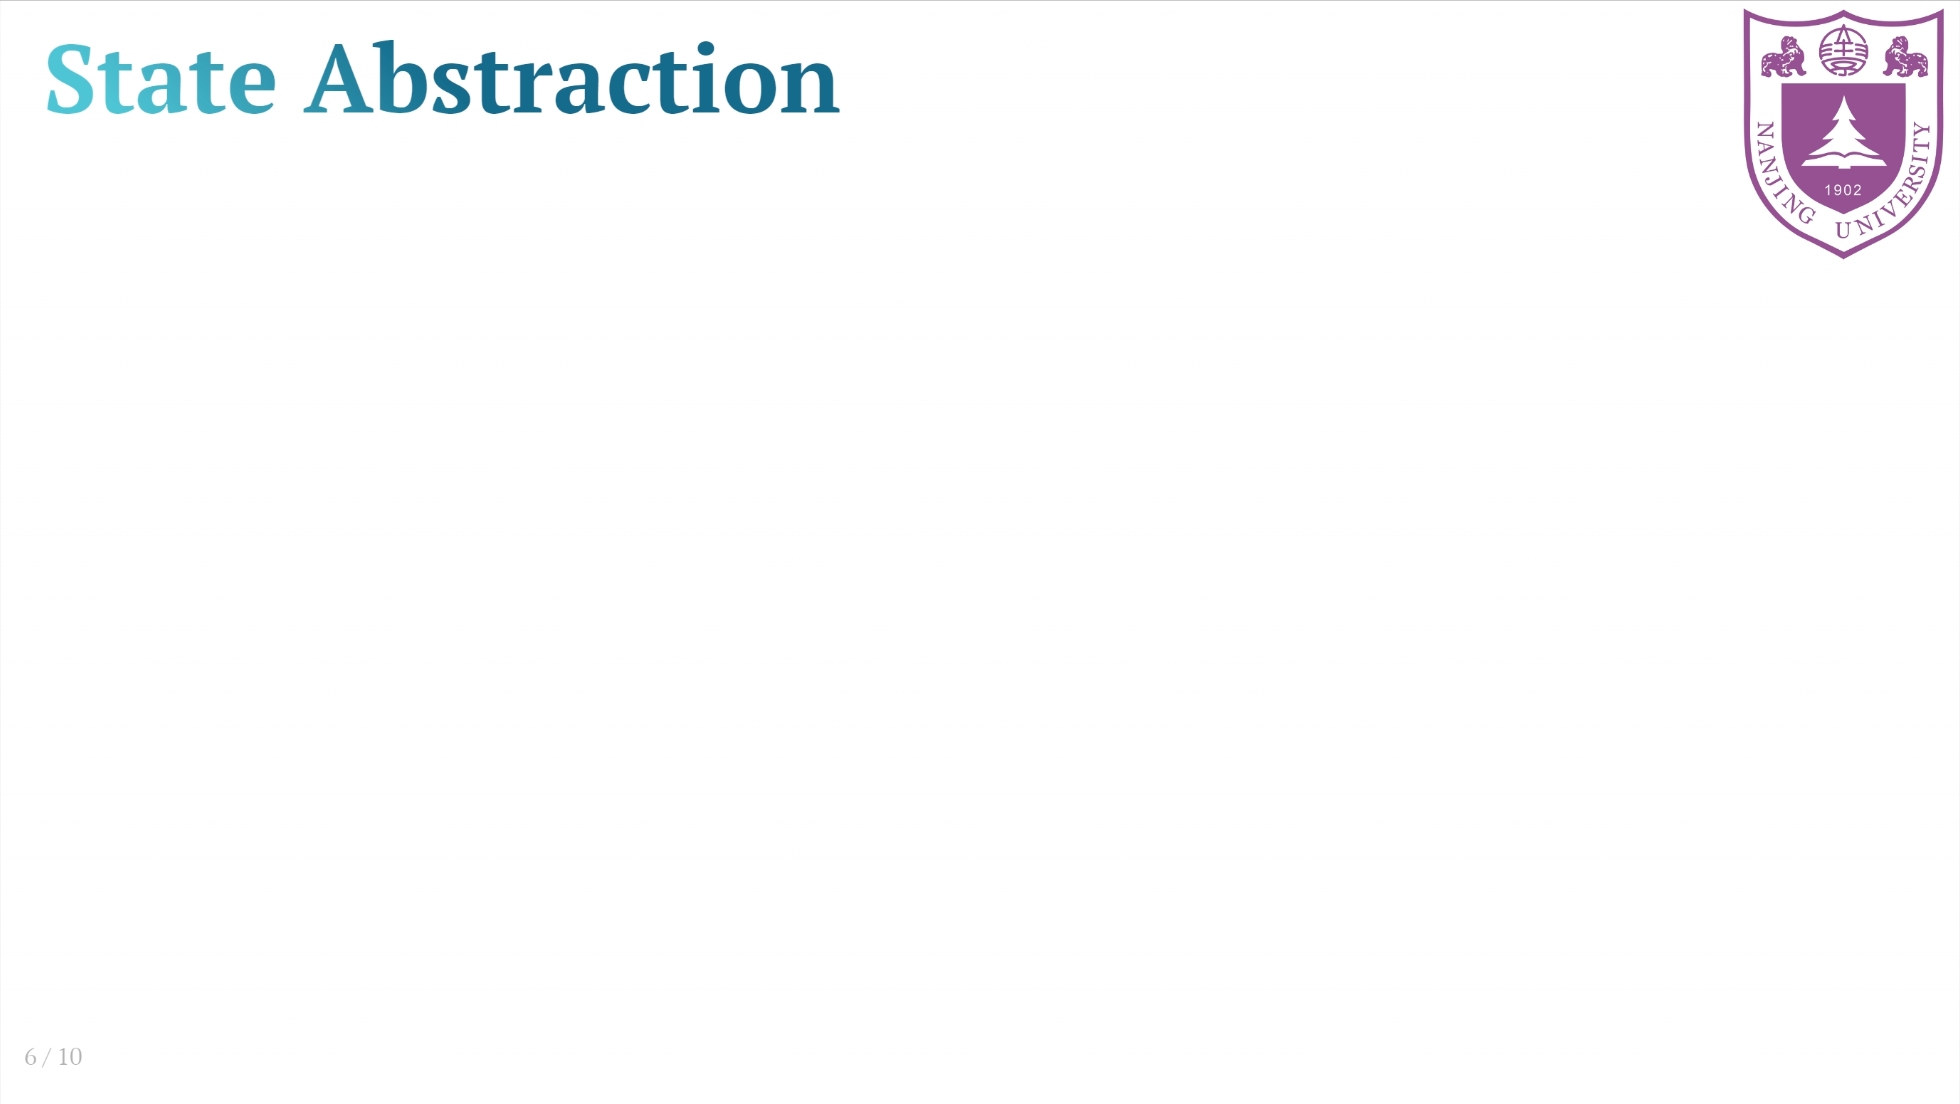 State Abstraction
NANJING UNIVERSITY
1902
6 / 10